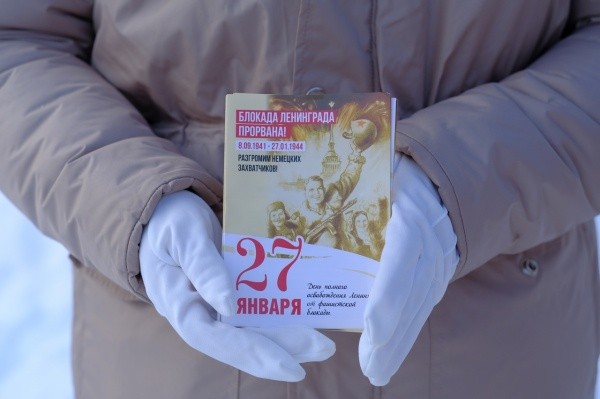 БЛОКАДА ЛЕНИНГРАДА
ПРОРВАНА!
8.09.1941 - 27.01.1944
РАЗГРОМИМ НЕМЕЦКИХ
ЗАХВАТЧИКОВ!
27
ЯНВАРЯ
День полного
освобождения
от фашистской
блокады